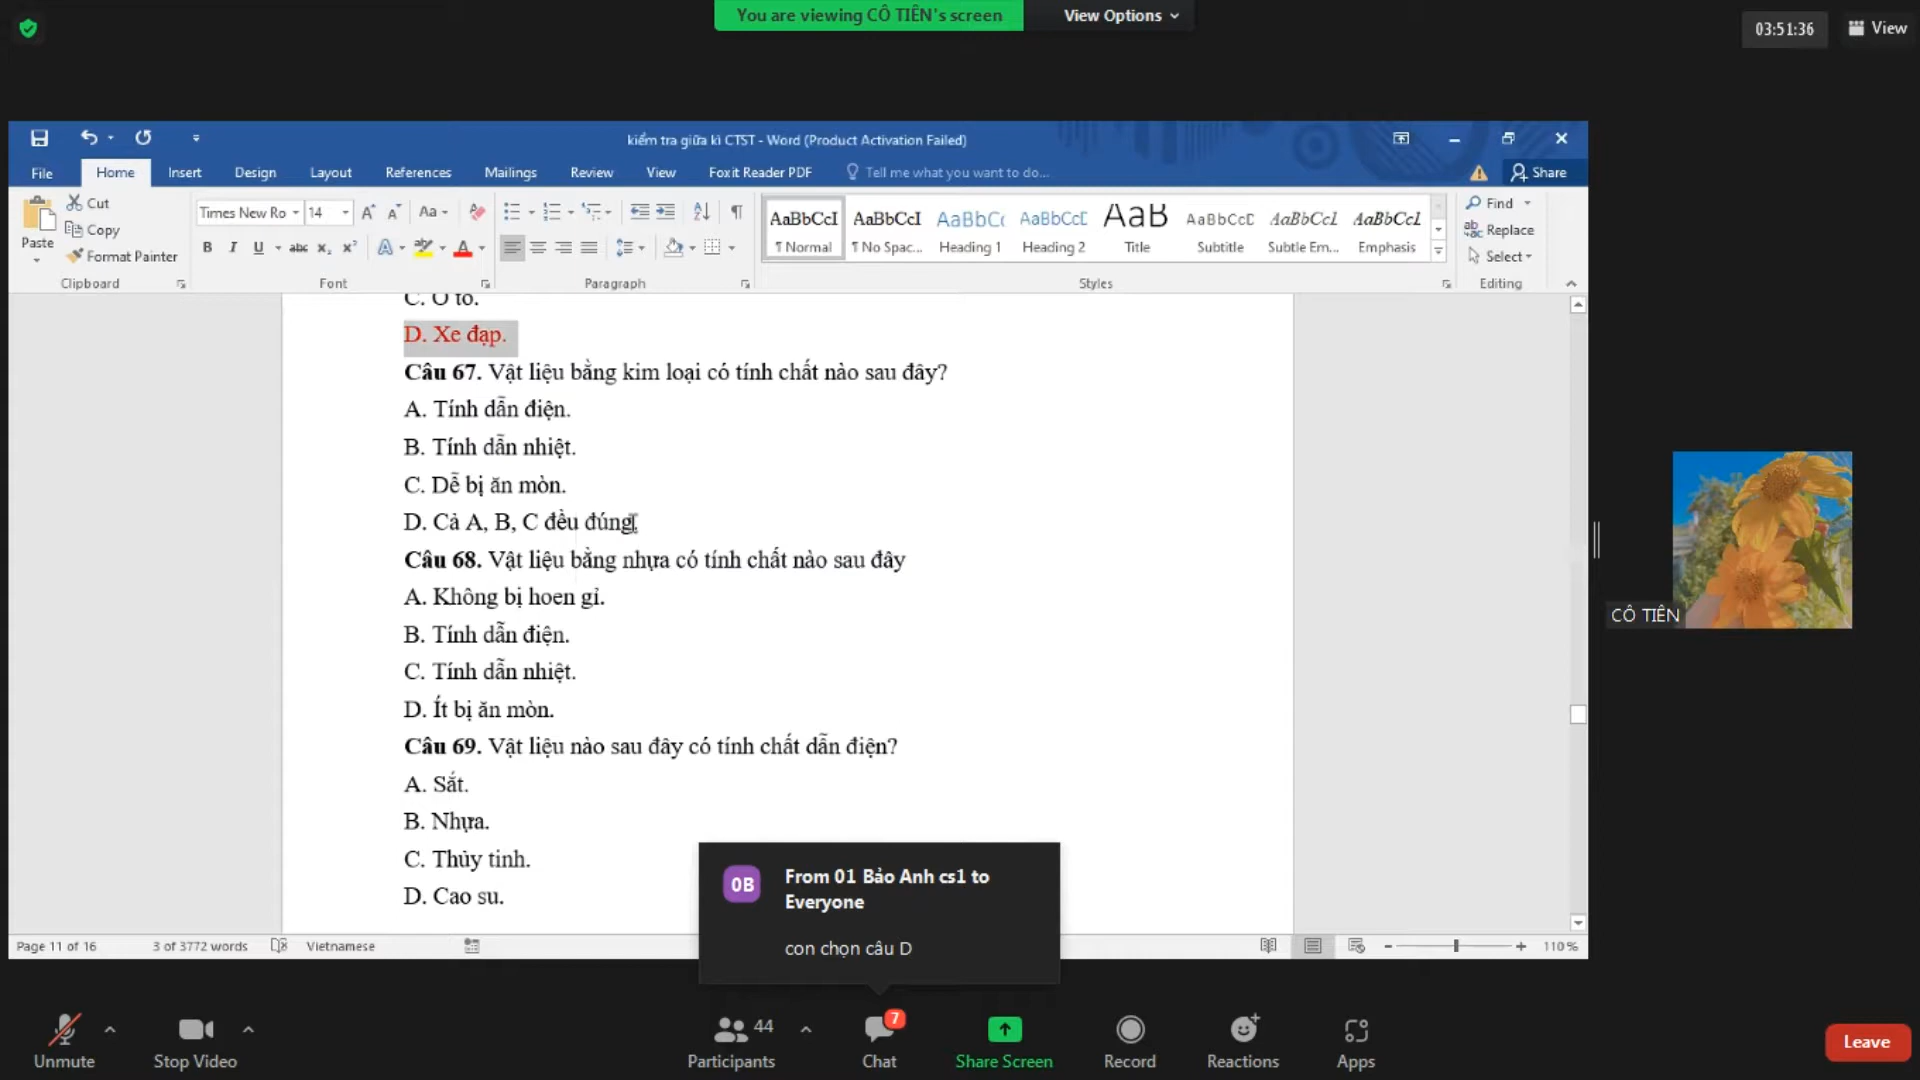 You are viewing CÔ TIÊN's screen
View Options
03:51:36
View
kiểm tra giữa kì CTST - Word (Product Activation Failed)
File
Home
Insert
Design
Layout
References
Mailings
Review
View
Foxit Reader PDF
Tell me what you want to do...
Share
Paste
Cut
Copy
Format Painter
Clipboard
Times New Ro
14
Font
Paragraph
AaBbCcI
¶ Normal
AaBbCcI
¶ No Spac...
AaBbCc
Heading 1
AaBbCcD
Heading 2
AaB
Title
AaBbCcD
Subtitle
AaBbCcI
Subtle Em...
AaBbCcI
Emphasis
Styles
Find
Replace
Select
Editing
C. Ô tô.
D. Xe đạp.
Câu 67. Vật liệu bằng kim loại có tính chất nào sau đây?
A. Tính dẫn điện.
B. Tính dẫn nhiệt.
C. Dễ bị ăn mòn.
D. Cả A, B, C đều đúng
Câu 68. Vật liệu bằng nhựa có tính chất nào sau đây
A. Không bị hoen gỉ.
B. Tính dẫn điện.
C. Tính dẫn nhiệt.
D. Ít bị ăn mòn.
Câu 69. Vật liệu nào sau đây có tính chất dẫn điện?
A. Sắt.
B. Nhựa.
C. Thủy tinh.
D. Cao su.
CÔ TIÊN
0B
From 01 Bảo Anh cs1 to
Everyone
con chọn câu D
Page 11 of 16
3 of 3772 words
Vietnamese
110 %
Unmute
Stop Video
44
Participants
7
Chat
Share Screen
Record
Reactions
Apps
Leave